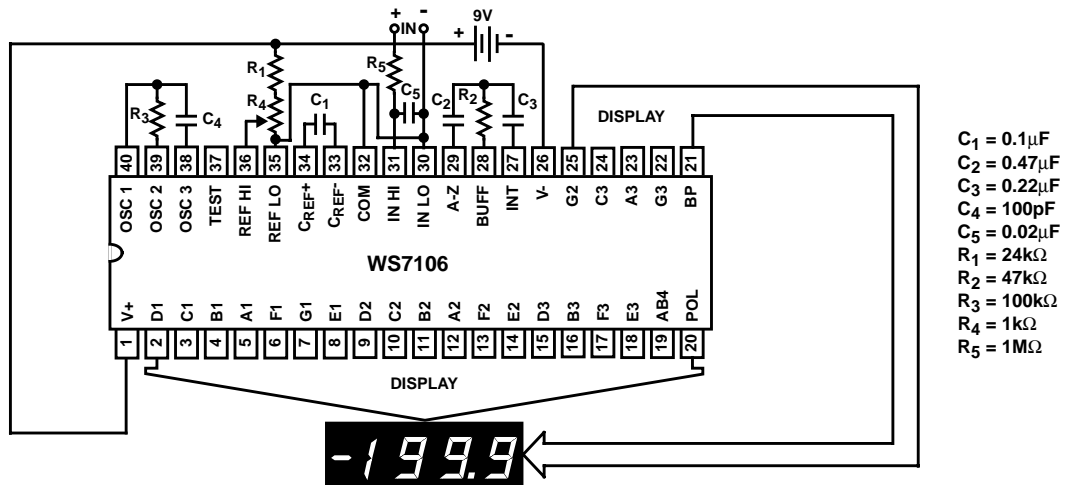 + -
IN
9V
+ -
R1
R5
R4
C1
C5
C2
R2
C3
R3
C4
DISPLAY
40 39 38 37 36 35 34 33 32 31 30 29 28 27 26 25 24 23 22 21
OSC 1
OSC 2
OSC 3
TEST
REF HI
REF LO
CREF+
CREF-
COM
IN HI
IN LO
A-Z
BUFF
INT
V-
G2
C3
A3
G3
BP
WS7106
V+
D1
C1
B1
A1
F1
G1
E1
D2
C2
B2
A2
F2
E2
D3
B3
F3
E3
AB4
POL
1 2 3 4 5 6 7 8 9 10 11 12 13 14 15 16 17 18 19 20
DISPLAY
-199.9
C1 = 0.1μF
C2 = 0.47μF
C3 = 0.22μF
C4 = 100pF
C5 = 0.02μF
R1 = 24kΩ
R2 = 47kΩ
R3 = 100kΩ
R4 = 1kΩ
R5 = 1MΩ